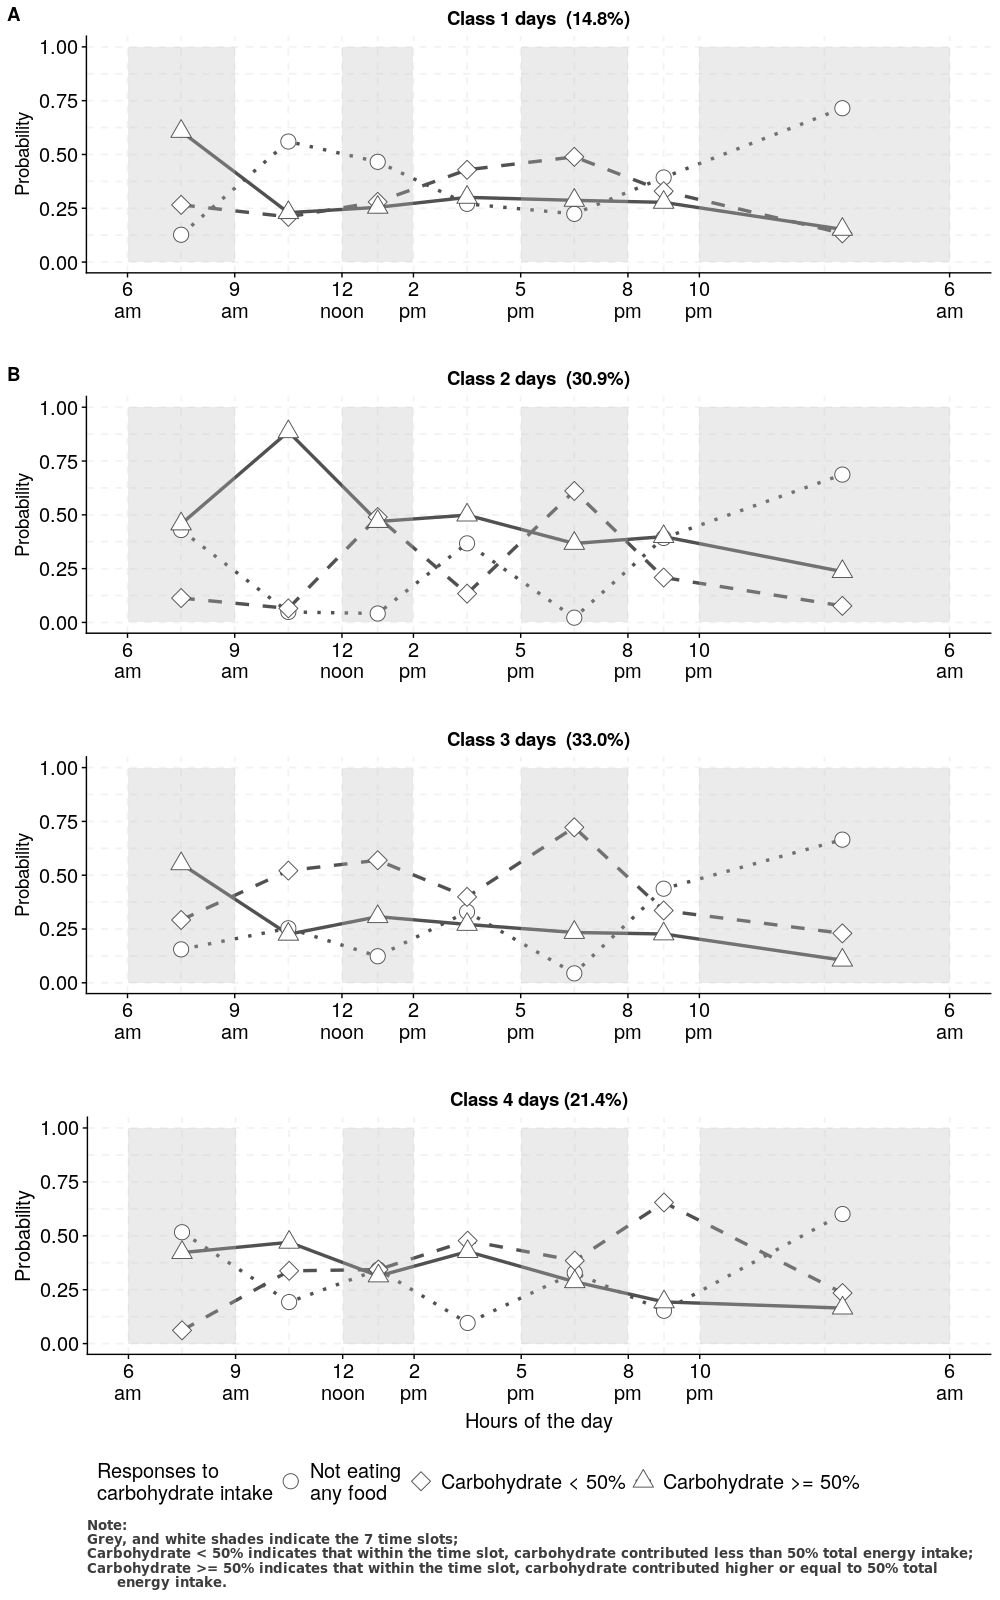 A
Class 1 days (14.8%)
1.00
0.75
0.50
0.25
0.00
Probability
6 9 12 2 5 8 10 6
am am noon pm pm pm pm am
B
Class 2 days (30.9%)
1.00
0.75
0.50
0.25
0.00
Probability
6 9 12 2 5 8 10 6
am am noon pm pm pm pm am
Class 3 days (33.0%)
1.00
0.75
0.50
0.25
0.00
Probability
6 9 12 2 5 8 10 6
am am noon pm pm pm pm am
Class 4 days (21.4%)
1.00
0.75
0.50
0.25
0.00
Probability
6 9 12 2 5 8 10 6
am am noon pm pm pm pm am
Hours of the day
Responses to
carbohydrate intake
Not eating
any food
Carbohydrate < 50%
Carbohydrate >= 50%
Note:
Grey, and white shades indicate the 7 time slots;
Carbohydrate < 50% indicates that within the time slot, carbohydrate contributed less than 50% total energy intake;
Carbohydrate >= 50% indicates that within the time slot, carbohydrate contributed higher or equal to 50% total
energy intake.